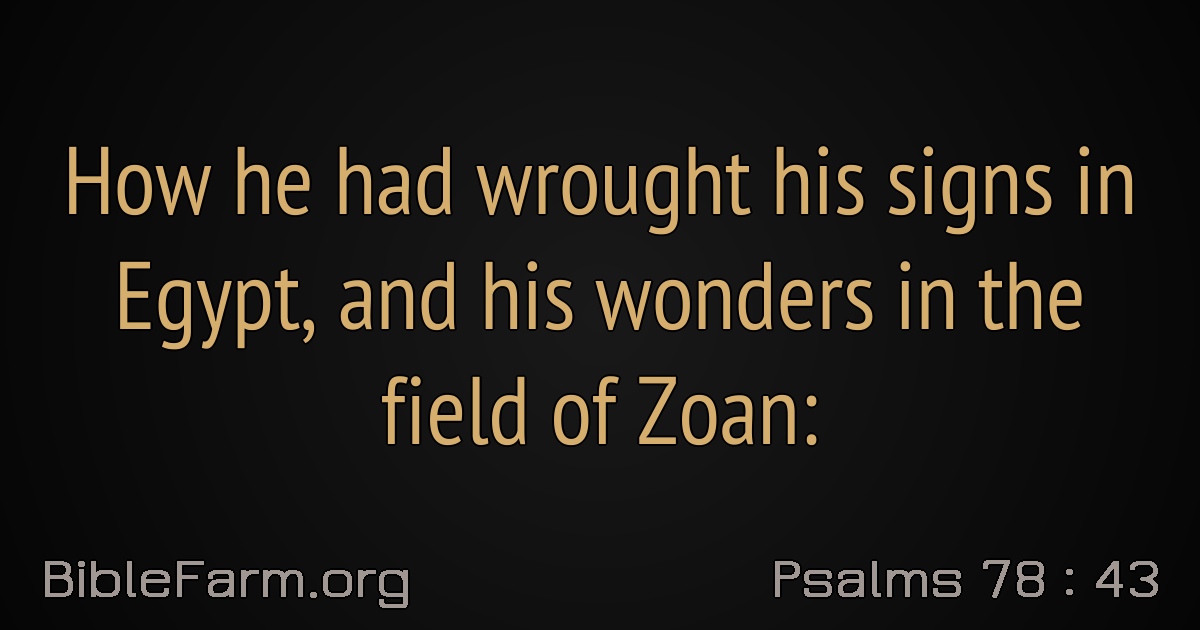 How he had wrought his signs in
Egypt, and his wonders in the
field of Zoan:
BibleFarm.org
Psalms 78 : 43